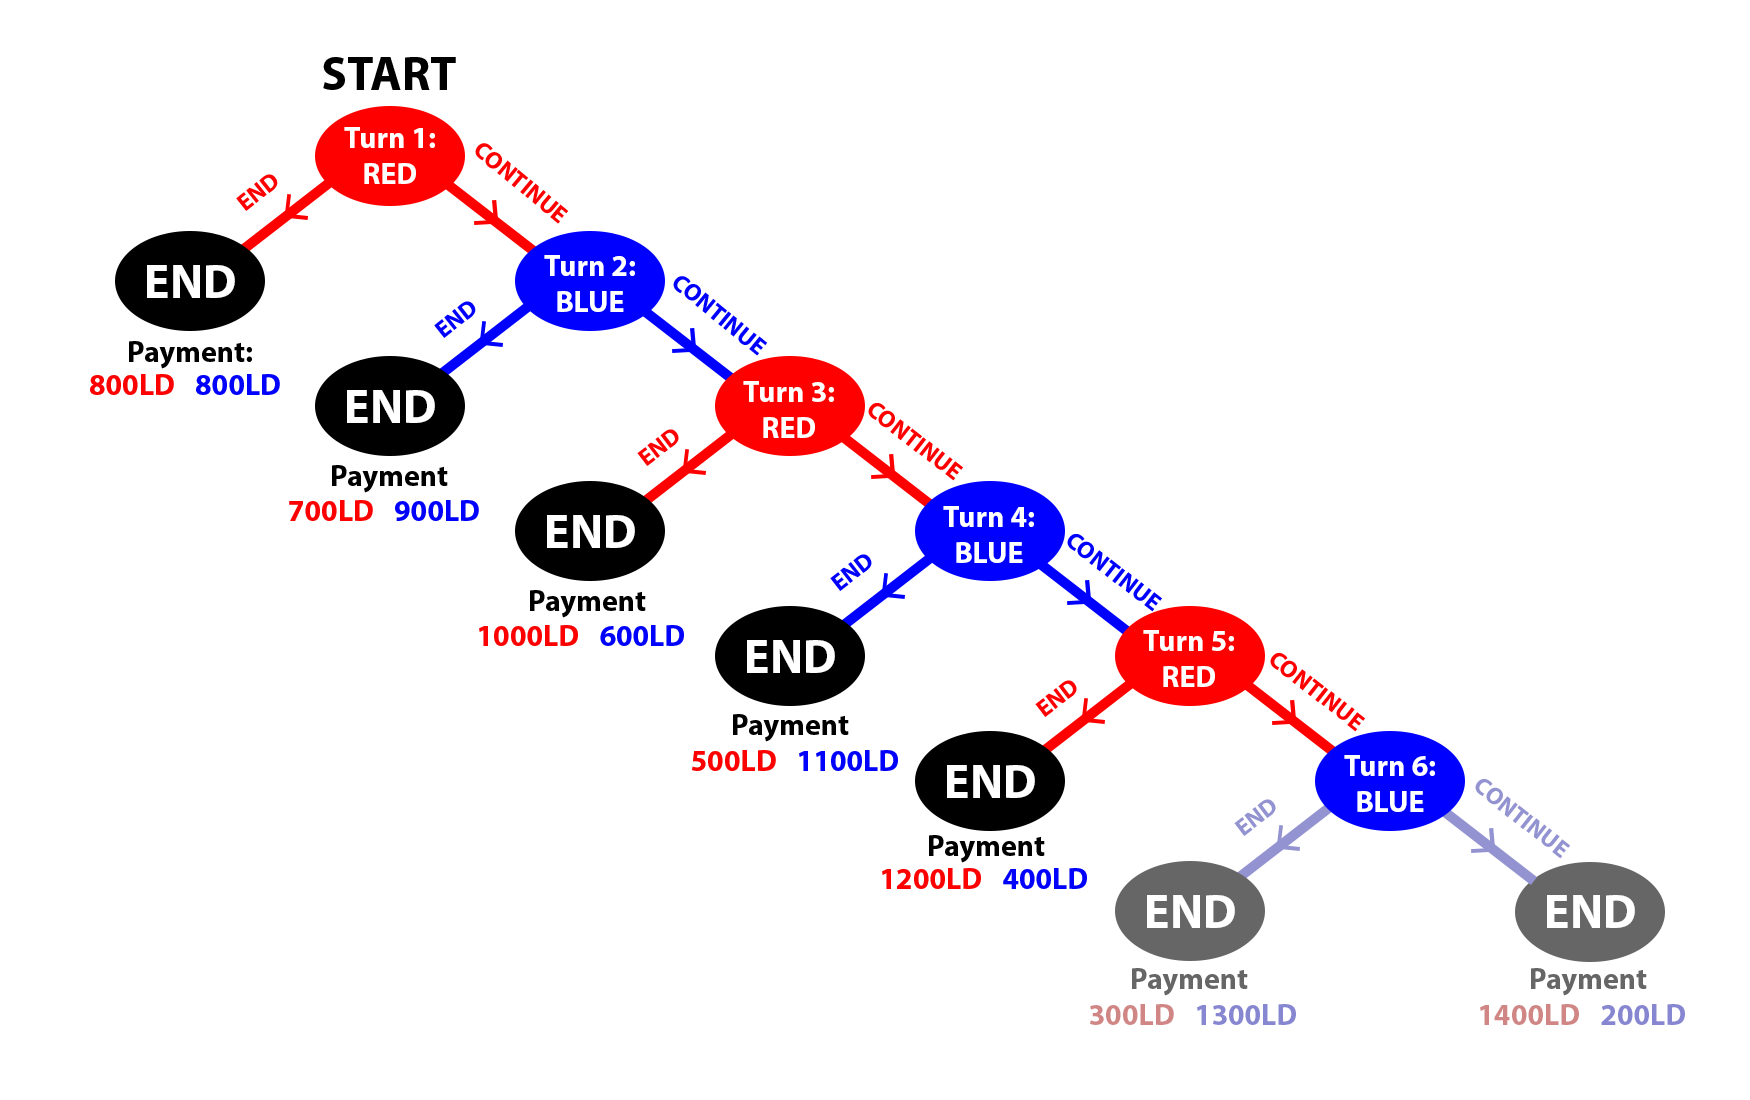 START
Turn 1:
RED
END
CONTINUE
END
Payment:
800LD 800LD
Turn 2:
BLUE
END
CONTINUE
END
Payment
700LD 900LD
Turn 3:
RED
END
CONTINUE
END
Payment
1000LD 600LD
Turn 4:
BLUE
END
CONTINUE
END
Payment
500LD 1100LD
Turn 5:
RED
END
CONTINUE
END
Payment
1200LD 400LD
Turn 6:
BLUE
END
CONTINUE
END
Payment
300LD 1300LD
END
Payment
1400LD 200LD